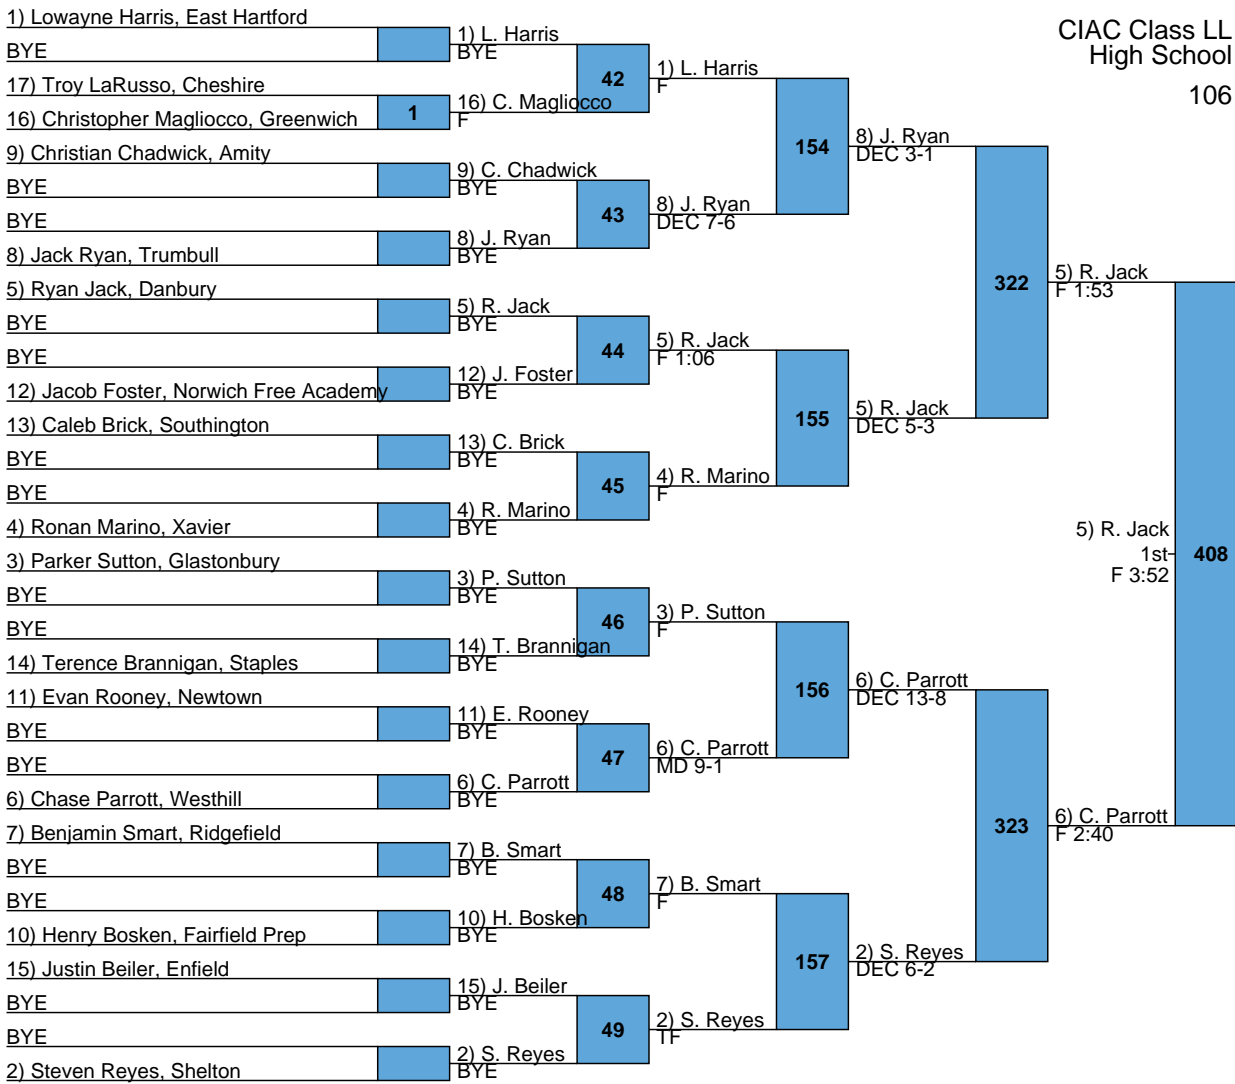 CIAC Class LL
High School
106
1) Lowayne Harris, East Hartford
BYE
17) Troy LaRusso, Cheshire
16) Christopher Magliocco, Greenwich
9) Christian Chadwick, Amity
BYE
BYE
8) Jack Ryan, Trumbull
5) Ryan Jack, Danbury
BYE
BYE
12) Jacob Foster, Norwich Free Academy
13) Caleb Brick, Southington
BYE
BYE
4) Ronan Marino, Xavier
3) Parker Sutton, Glastonbury
BYE
BYE
14) Terence Brannigan, Staples
11) Evan Rooney, Newtown
BYE
BYE
6) Chase Parrott, Westhill
7) Benjamin Smart, Ridgefield
BYE
BYE
10) Henry Bosken, Fairfield Prep
15) Justin Beiler, Enfield
BYE
BYE
2) Steven Reyes, Shelton
1
1) L. Harris
BYE
16) C. Magliocco
F
9) C. Chadwick
BYE
8) J. Ryan
BYE
5) R. Jack
BYE
12) J. Foster
BYE
13) C. Brick
BYE
4) R. Marino
BYE
3) P. Sutton
BYE
14) T. Brannigan
BYE
11) E. Rooney
BYE
6) C. Parrott
BYE
7) B. Smart
BYE
10) H. Bosken
BYE
15) J. Beiler
BYE
2) S. Reyes
BYE
42
43
44
45
46
47
48
49
1) L. Harris
F
8) J. Ryan
DEC 7-6
5) R. Jack
F 1:06
4) R. Marino
F
3) P. Sutton
F
6) C. Parrott
MD 9-1
7) B. Smart
F
2) S. Reyes
TF
154
155
156
157
8) J. Ryan
DEC 3-1
5) R. Jack
DEC 5-3
6) C. Parrott
DEC 13-8
2) S. Reyes
DEC 6-2
322
323
5) R. Jack
F 1:53
6) C. Parrott
F 2:40
5) R. Jack
1st
F 3:52
408